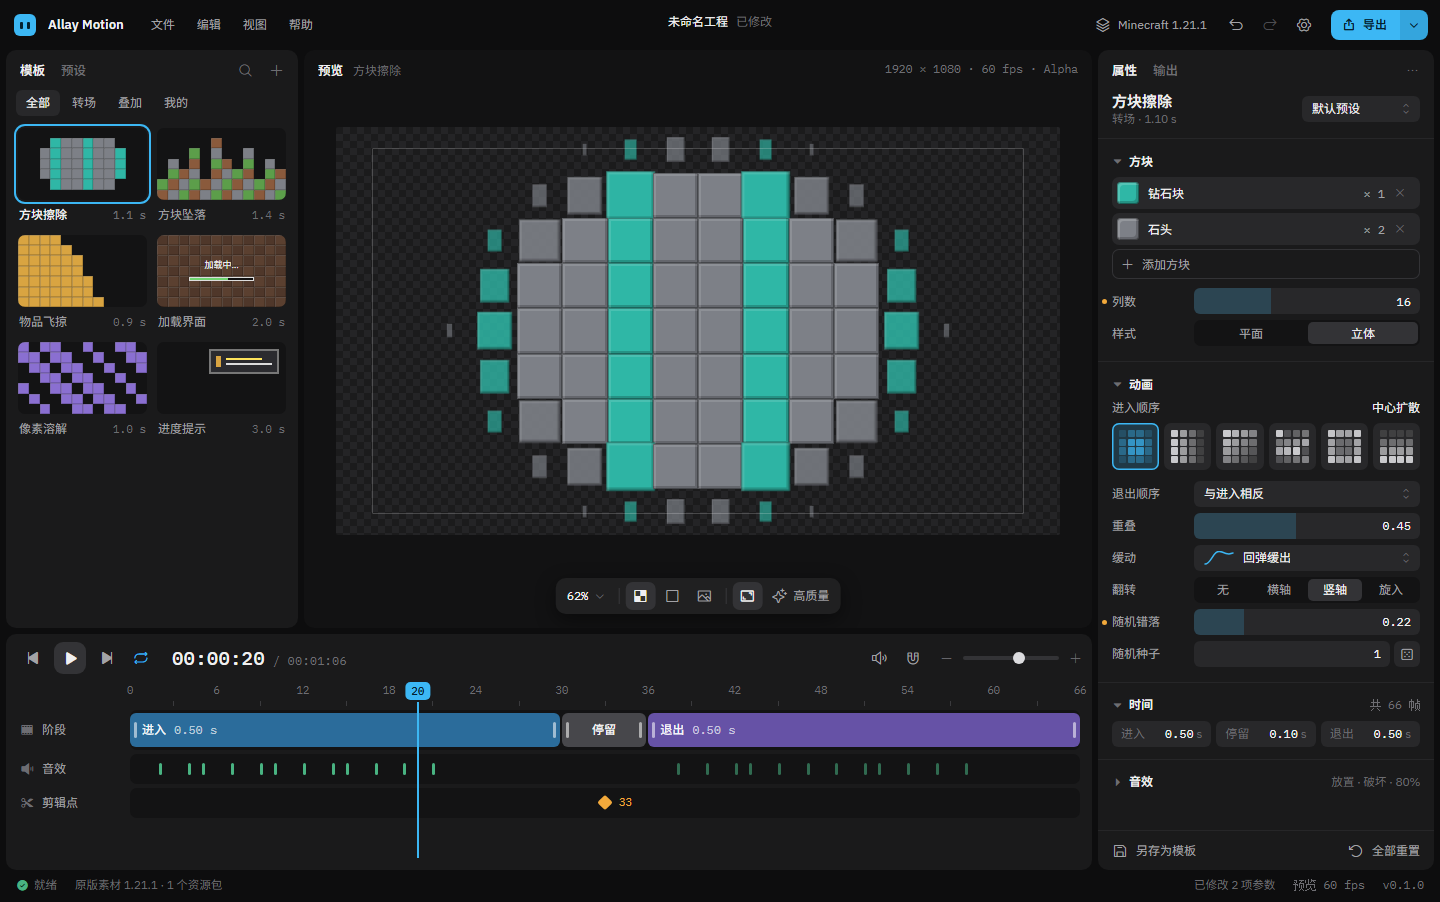 Allay Motion 文件 编辑 视图 帮助
未命名工程 已修改
Minecraft 1.21.1 导出
模板 预设
全部 转场 叠加 我的
方块擦除 1.1 s
方块坠落 1.4 s
物品飞掠 0.9 s
加载中...
加载界面 2.0 s
像素溶解 1.0 s
进度提示 3.0 s
预览 方块擦除
1920 × 1080 · 60 fps · Alpha
62% 高质量
属性 输出
方块擦除
转场 · 1.10 s
默认预设
方块
钻石块 × 1
石头 × 2
添加方块
列数 16
样式 平面 立体
动画
进入顺序 中心扩散
退出顺序 与进入相反
重叠 0.45
缓动 回弹缓出
翻转 无 横轴 竖轴 旋入
随机错落 0.22
随机种子 1
时间 共 66 帧
进入 0.50 s 停留 0.10 s 退出 0.50 s
音效 放置 · 破坏 · 80%
另存为模板 全部重置
00:00:20 / 00:01:06
0 6 12 18 20 24 30 36 42 48 54 60 66
阶段 进入 0.50 s 停留 退出 0.50 s
音效
剪辑点 33
就绪 原版素材 1.21.1 · 1 个资源包
已修改 2 项参数 预览 60 fps v0.1.0